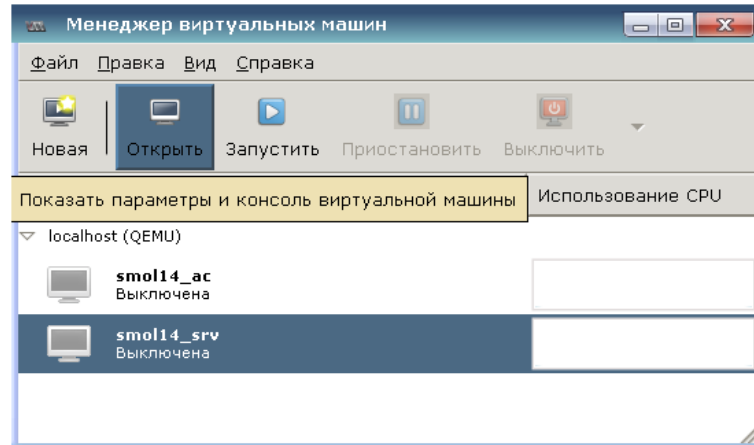 Менеджер виртуальных машин
Файл Правка Вид Справка
Новая Открыть Запустить Приостановить Выключить
Показать параметры и консоль виртуальной машины
Использование CPU
localhost (QEMU)
smol14_ac
Выключена
smol14_srv
Выключена